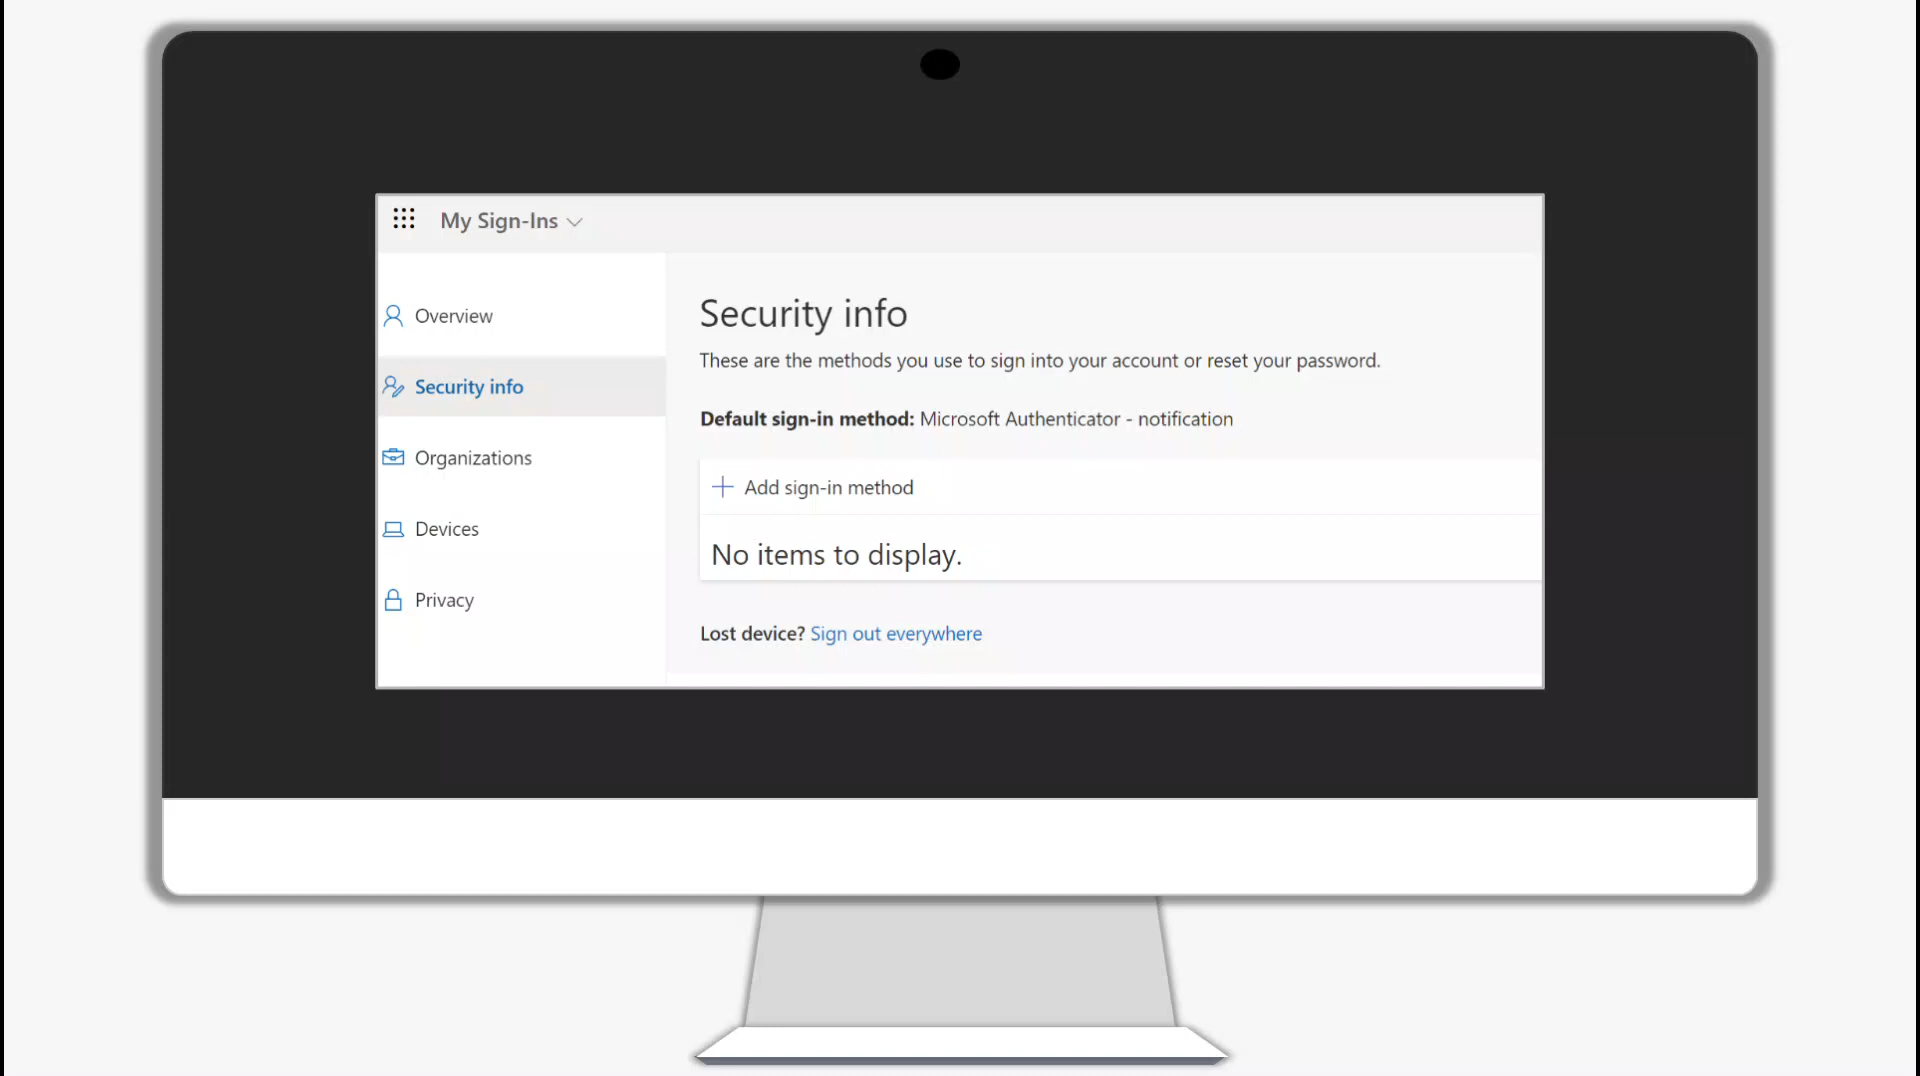 My Sign-Ins
Overview
Security info
Organizations
Devices
Privacy
Security info
These are the methods you use to sign into your account or reset your password.
Default sign-in method: Microsoft Authenticator - notification
Add sign-in method
No items to display.
Lost device? Sign out everywhere